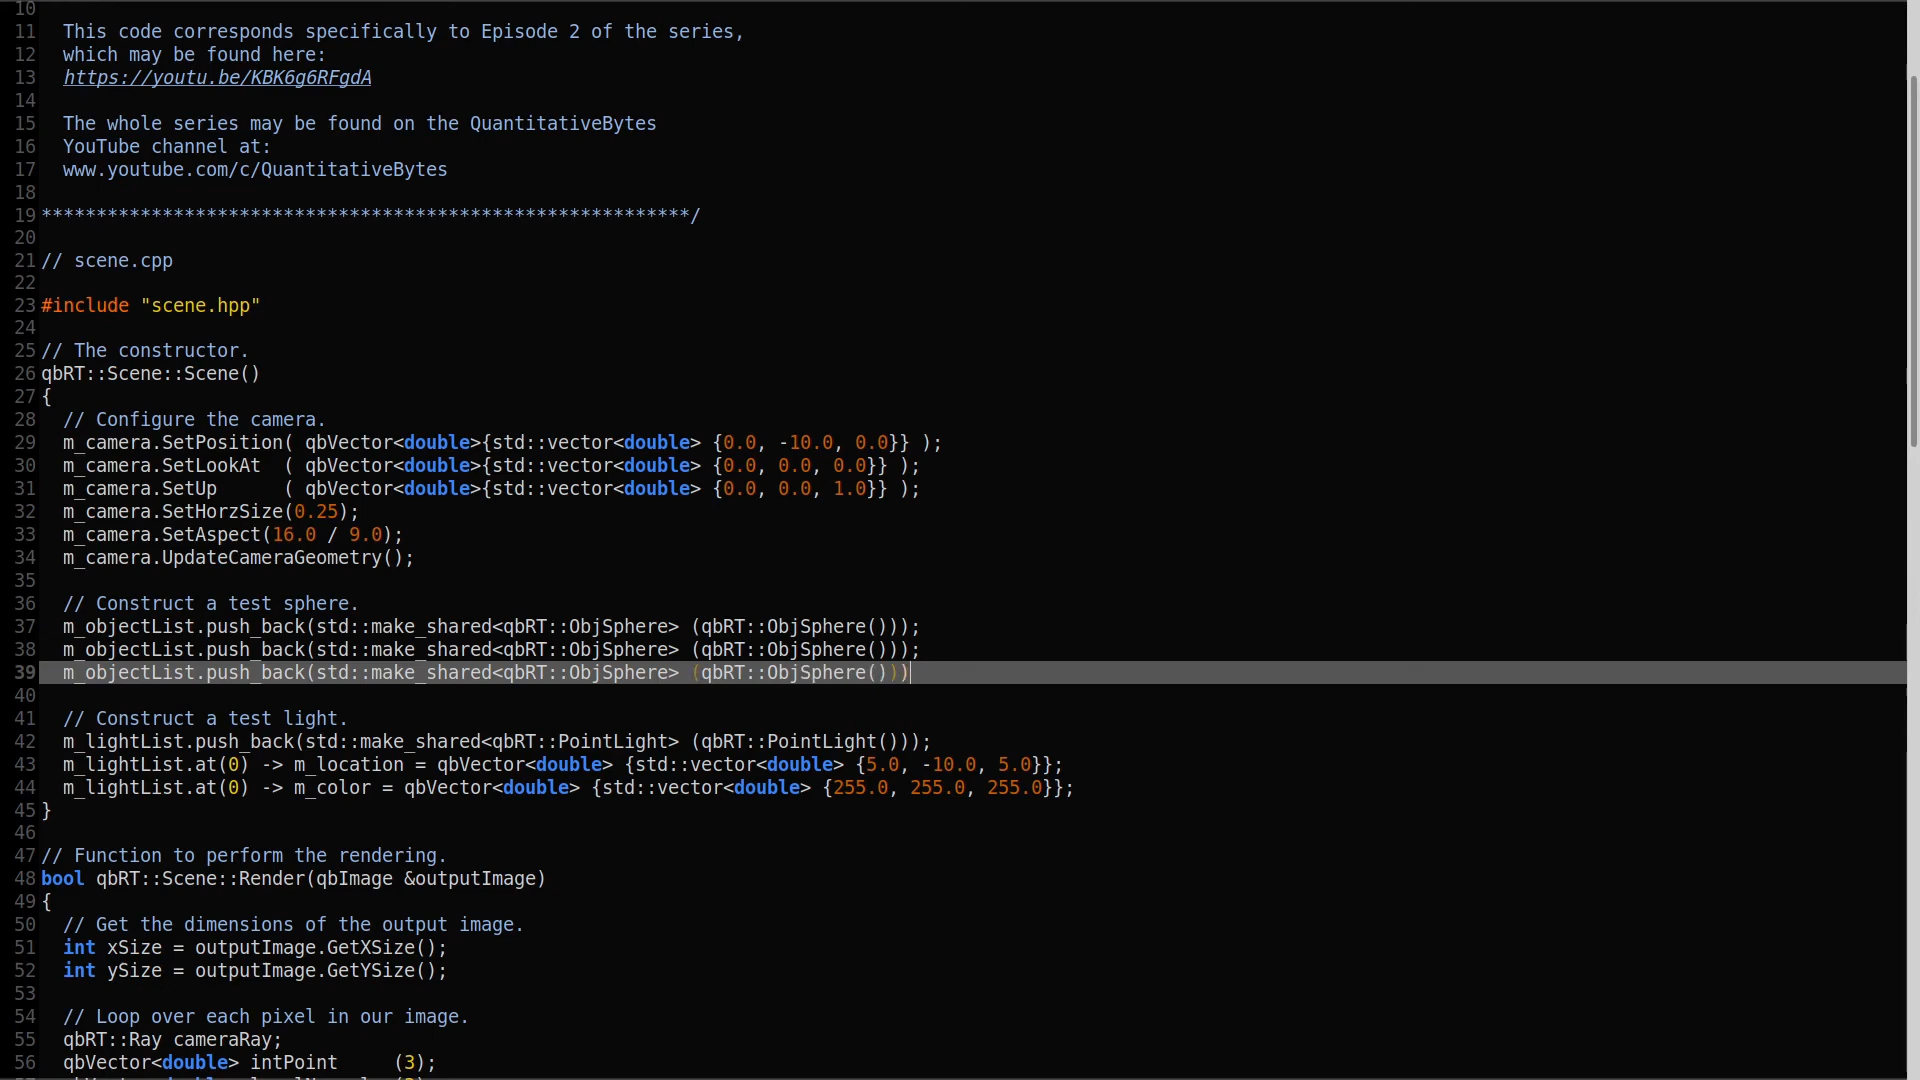 10
11   This code corresponds specifically to Episode 2 of the series,
12   which may be found here:
13   https://youtu.be/KBK6g6RFgdA
14
15   The whole series may be found on the QuantitativeBytes
16   YouTube channel at:
17   www.youtube.com/c/QuantitativeBytes
18
19 ***********************************************************/
20
21 // scene.cpp
22
23 #include "scene.hpp"
24
25 // The constructor.
26 qbRT::Scene::Scene()
27 {
28   // Configure the camera.
29   m_camera.SetPosition( qbVector<double>{std::vector<double> {0.0, -10.0, 0.0}} );
30   m_camera.SetLookAt  ( qbVector<double>{std::vector<double> {0.0, 0.0, 0.0}} );
31   m_camera.SetUp      ( qbVector<double>{std::vector<double> {0.0, 0.0, 1.0}} );
32   m_camera.SetHorzSize(0.25);
33   m_camera.SetAspect(16.0 / 9.0);
34   m_camera.UpdateCameraGeometry();
35
36   // Construct a test sphere.
37   m_objectList.push_back(std::make_shared<qbRT::ObjSphere> (qbRT::ObjSphere()));
38   m_objectList.push_back(std::make_shared<qbRT::ObjSphere> (qbRT::ObjSphere()));
39   m_objectList.push_back(std::make_shared<qbRT::ObjSphere> (qbRT::ObjSphere()))
40
41   // Construct a test light.
42   m_lightList.push_back(std::make_shared<qbRT::PointLight> (qbRT::PointLight()));
43   m_lightList.at(0) -> m_location = qbVector<double> {std::vector<double> {5.0, -10.0, 5.0}};
44   m_lightList.at(0) -> m_color = qbVector<double> {std::vector<double> {255.0, 255.0, 255.0}};
45 }
46
47 // Function to perform the rendering.
48 bool qbRT::Scene::Render(qbImage &outputImage)
49 {
50   // Get the dimensions of the output image.
51   int xSize = outputImage.GetXSize();
52   int ySize = outputImage.GetYSize();
53
54   // Loop over each pixel in our image.
55   qbRT::Ray cameraRay;
56   qbVector<double> intPoint     (3);